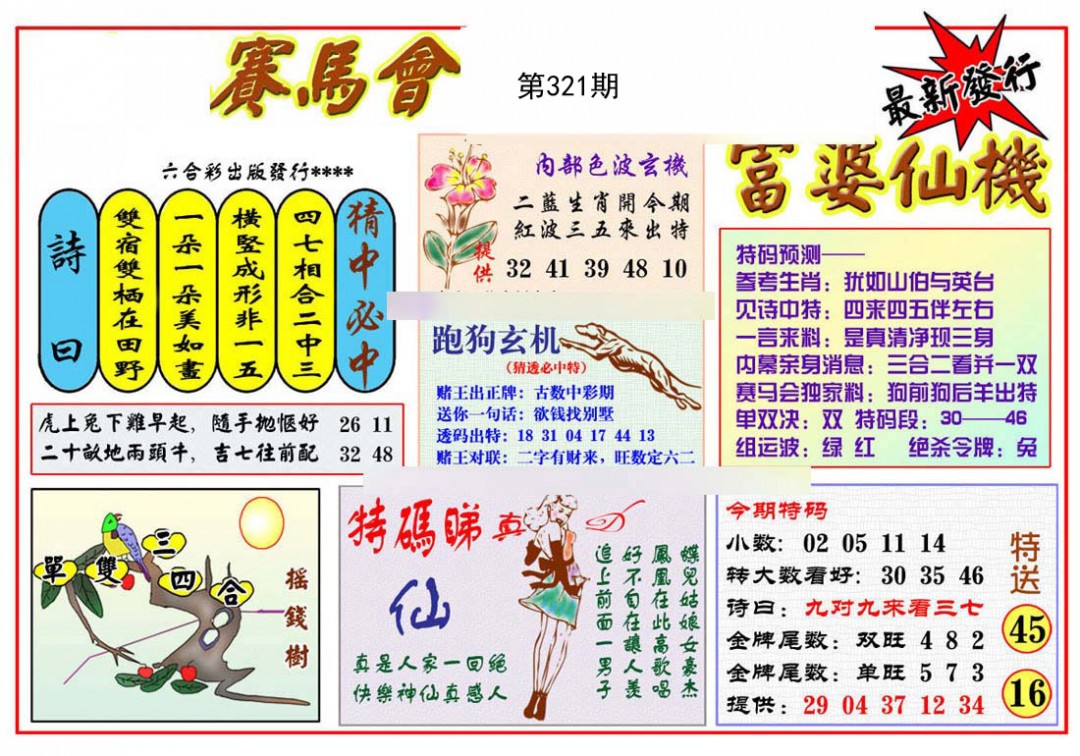 賽馬會
第321期
最新發行
六合彩出版發行****
詩曰
雙宿雙栖在田野
一朵一朵美如畫
橫竪成形非一五
四七相合二中三
猜中必中
虎上兔下雞早起，隨手拋惬好 26 11
二十畝地兩頭牛，吉七往前配 32 48
內部色波玄機
二藍生肖開今期
紅波三五來出特
提供 32 41 39 48 10
跑狗玄机
（猜透必中特）
赌王出正牌：古数中彩期
送你一句话：欲钱找别墅
透码出特：18 31 04 17 44 13
赌王对联：二字有财来，旺数定六二
富婆仙機
特码预测——
参考生肖：犹如山伯与英台
见诗中特：四来四五伴左右
一言来料：是真清净现三身
内幕亲身消息：三合二看并一双
赛马会独家料：狗前狗后羊出特
单双决：双 特码段：30——46
组运波：绿 红 绝杀令牌：兔
單 雙 三 四 合
搖錢樹
特碼睇真D
仙
真是人家一回絕
快樂神仙真感人
蝶兒姑娘女豪杰
鳳凰在此高歌唱
好不自在讓人羨
追上前面一男子
今期特码
小数：02 05 11 14
转大数看好：30 35 46
诗曰：九对九来看三七
金牌尾数：双旺 4 8 2
金牌尾数：单旺 5 7 3
提供：29 04 37 12 34
特送
45
16